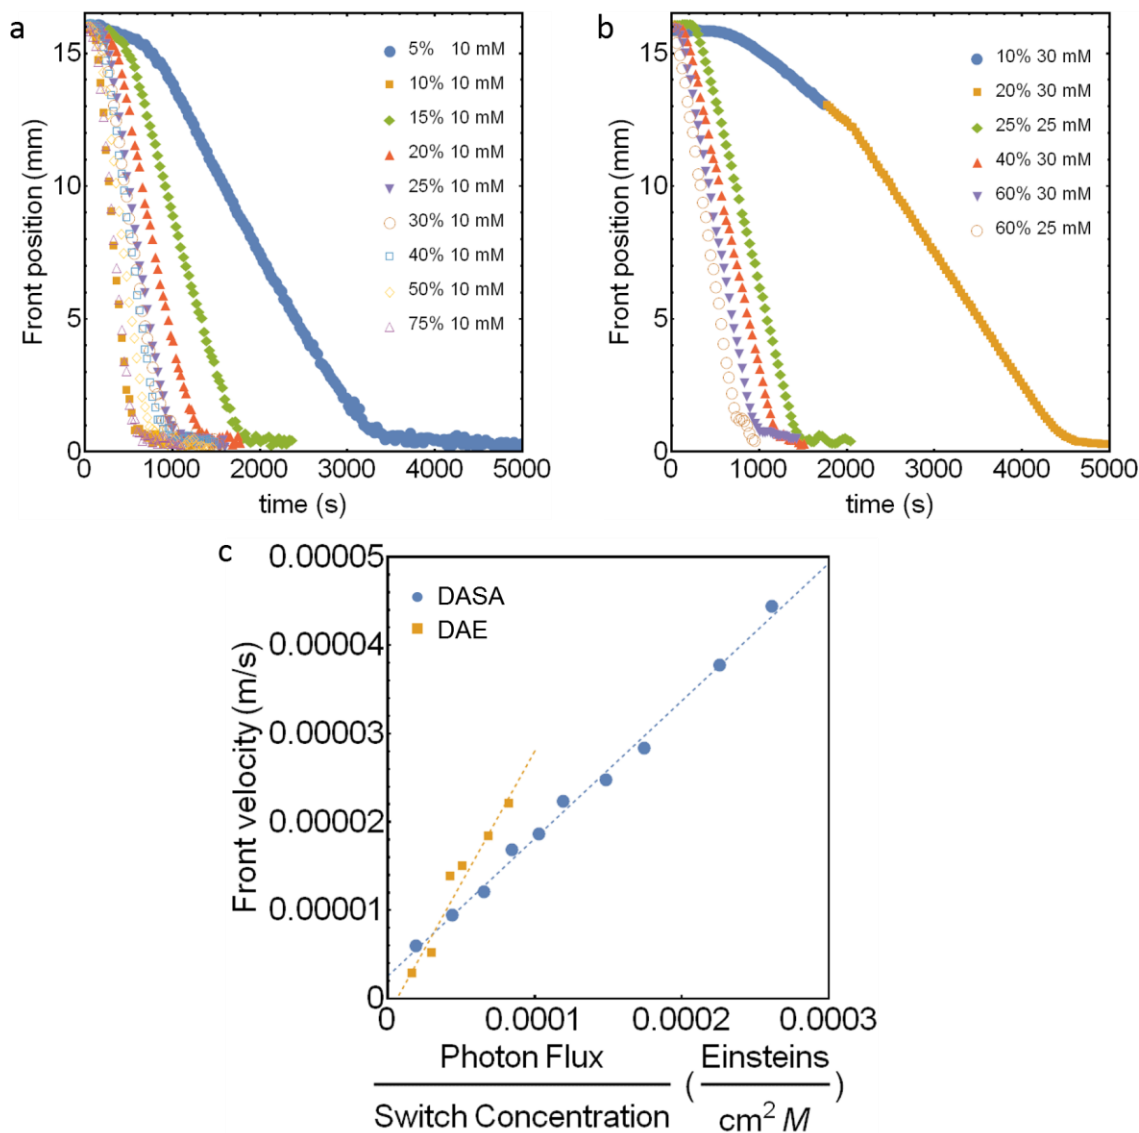 a
Front position (mm)
15
10
5
0
0 1000 2000 3000 4000 5000
time (s)
5% 10 mM
10% 10 mM
15% 10 mM
20% 10 mM
25% 10 mM
30% 10 mM
40% 10 mM
50% 10 mM
75% 10 mM
b
Front position (mm)
15
10
5
0
0 1000 2000 3000 4000 5000
time (s)
10% 30 mM
20% 30 mM
25% 25 mM
40% 30 mM
60% 30 mM
60% 25 mM
c
Front velocity (m/s)
0.00005
0.00004
0.00003
0.00002
0.00001
0
DASA
DAE
0 0.0001 0.0002 0.0003
Photon Flux
Switch Concentration
(Einsteins
cm² M)